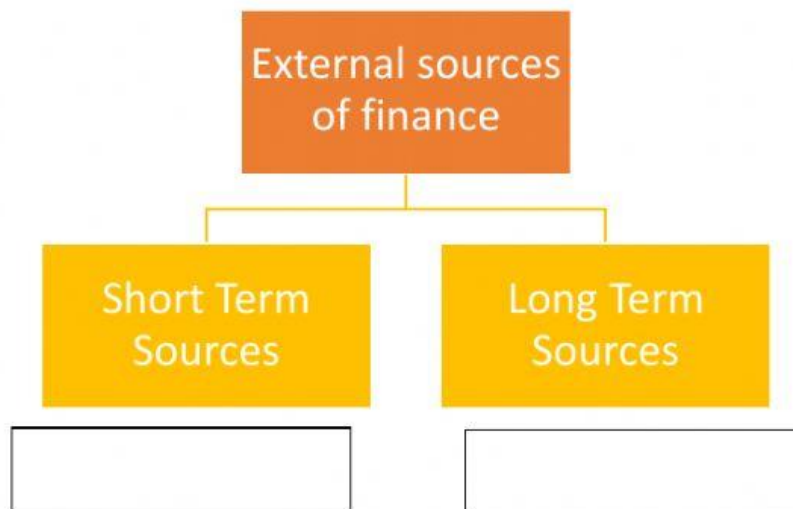 External sources
of finance
Short Term
Sources
Long Term
Sources